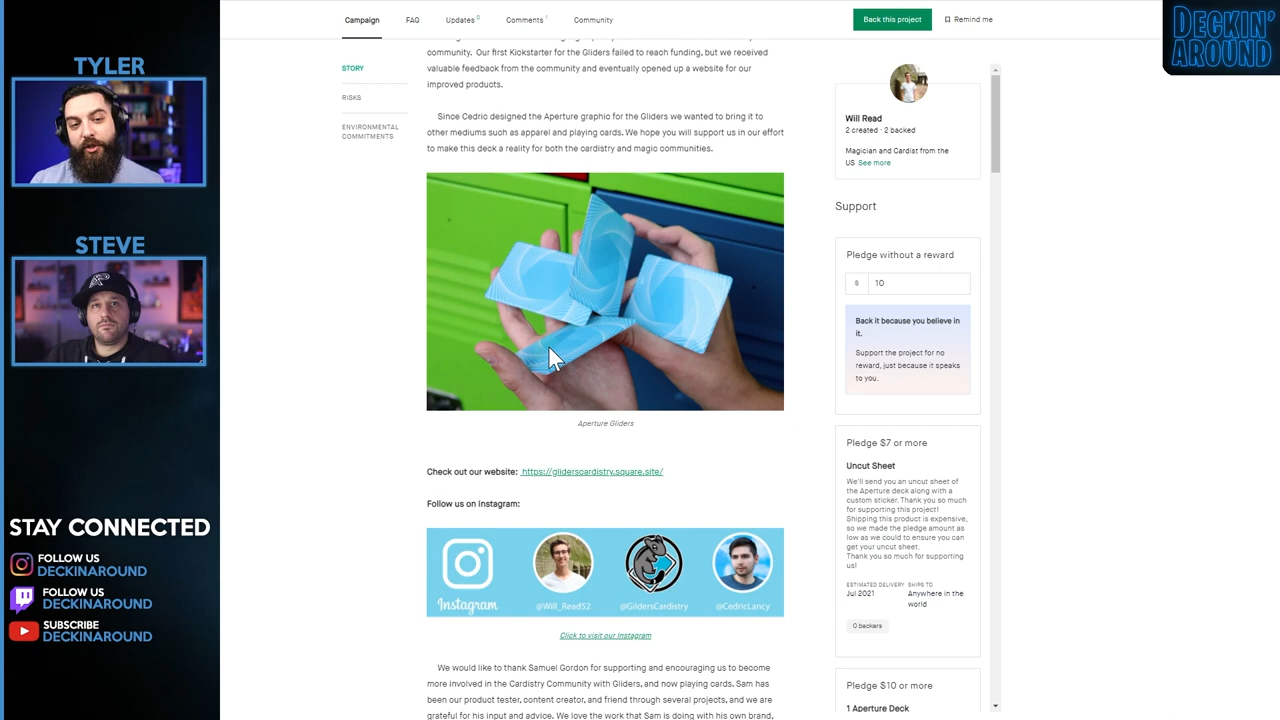 TYLER
STEVE
STAY CONNECTED
FOLLOW US
DECKINAROUND
FOLLOW US
DECKINAROUND
SUBSCRIBE
DECKINAROUND
Campaign FAQ Updates 0 Comments Community
Back this project Remind me
DECKIN' AROUND
STORY
RISKS
ENVIRONMENTAL
COMMITMENTS
community. Our first Kickstarter for the Gliders failed to reach funding, but we received
valuable feedback from the community and eventually opened up a website for our
improved products.
Since Cedric designed the Aperture graphic for the Gliders we wanted to bring it to
other mediums such as apparel and playing cards. We hope you will support us in our effort
to make this deck a reality for both the cardistry and magic communities.
Aperture Gliders
Check out our website: https://gliderscardistry.square.site/
Follow us on Instagram:
Instagram @Will_Read52 @GlidersCardistry @CedricLancy
Click to visit our Instagram
We would like to thank Samuel Gordon for supporting and encouraging us to become
more involved in the Cardistry Community with Gliders, and now playing cards. Sam has
been our product tester, content creator, and friend through several projects, and we are
grateful for his input and advice. We love the work that Sam is doing with his own brand,
Will Read
2 created · 2 backed
Magician and Cardist from the
US See more
Support
Pledge without a reward
$ 10
Back it because you believe in
it.
Support the project for no
reward, just because it speaks
to you.
Pledge $7 or more
Uncut Sheet
We'll send you an uncut sheet of
the Aperture deck along with a
custom sticker. Thank you so much
for supporting this project!
Shipping this product is expensive,
so we made the pledge amount as
low as we could to ensure you can
get your uncut sheet.
Thank you so much for supporting
us!
ESTIMATED DELIVERY SHIPS TO
Jul 2021 Anywhere in the
world
0 backers
Pledge $10 or more
1 Aperture Deck